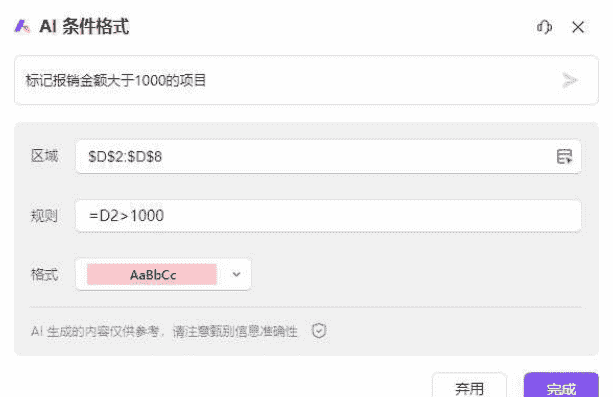 AI 条件格式
标记报销金额大于1000的项目
区域 $D$2:$D$8
规则 =D2>1000
格式 AaBbCc
AI 生成的内容仅供参考，请注意甄别信息准确性
弃用 完成